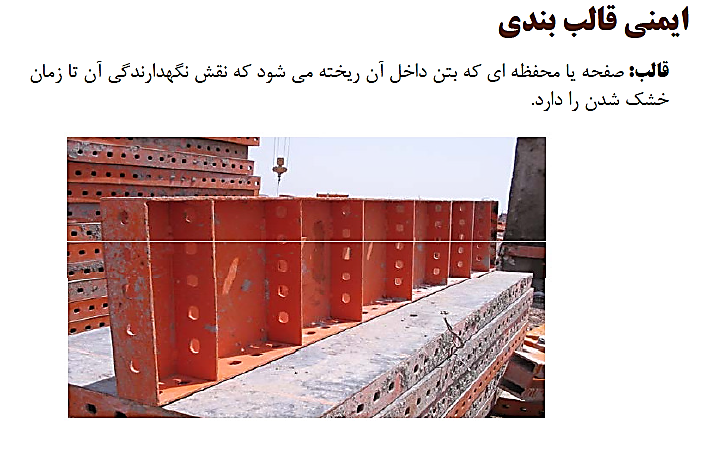 ایمنی قالب بندی
قالب: صفحه یا محفظه ای که بتن داخل آن ریخته می شود که نقش نگهدارندگی آن تا زمان
خشک شدن را دارد.